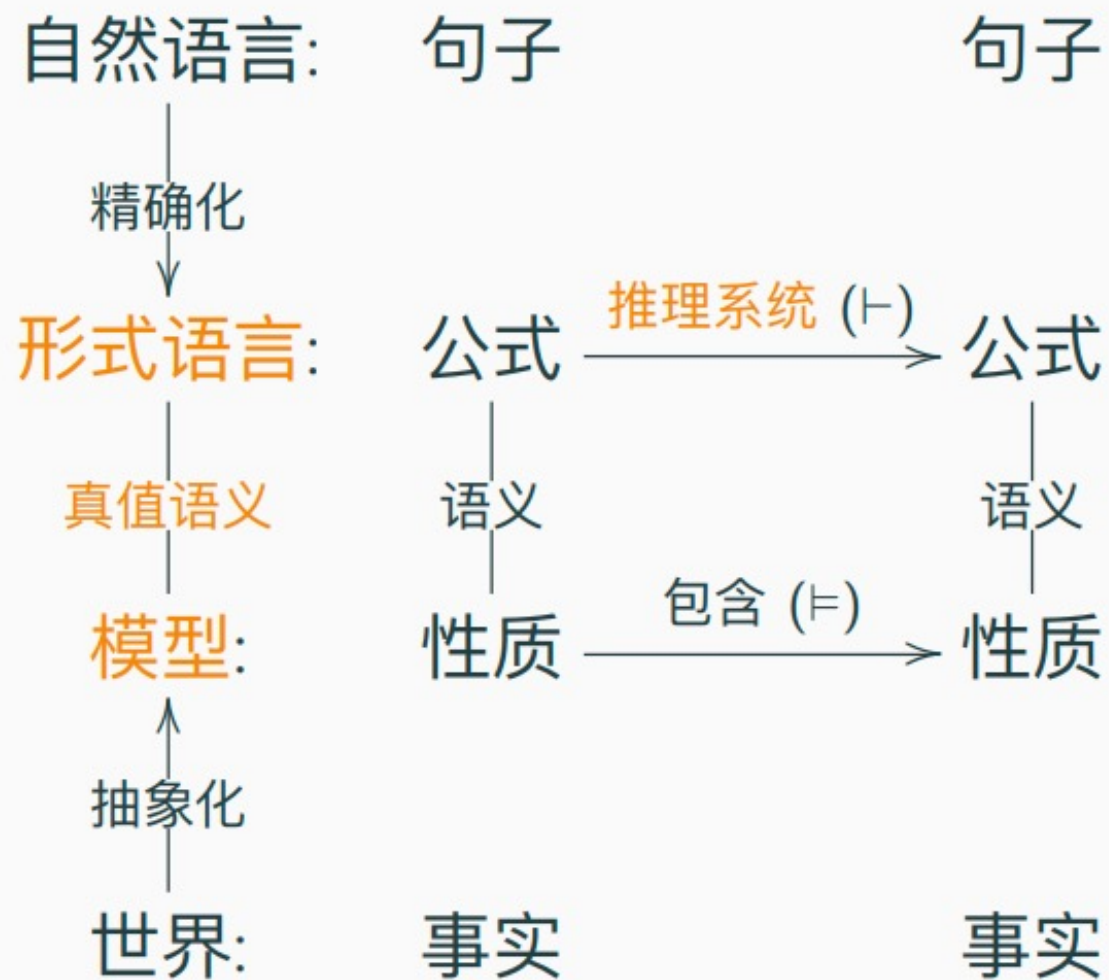 自然语言: 句子 句子
精确化
推理系统 (⊢)
形式语言: 公式 公式
真值语义 语义 语义
包含 (⊨)
模型: 性质 性质
抽象化
世界: 事实 事实